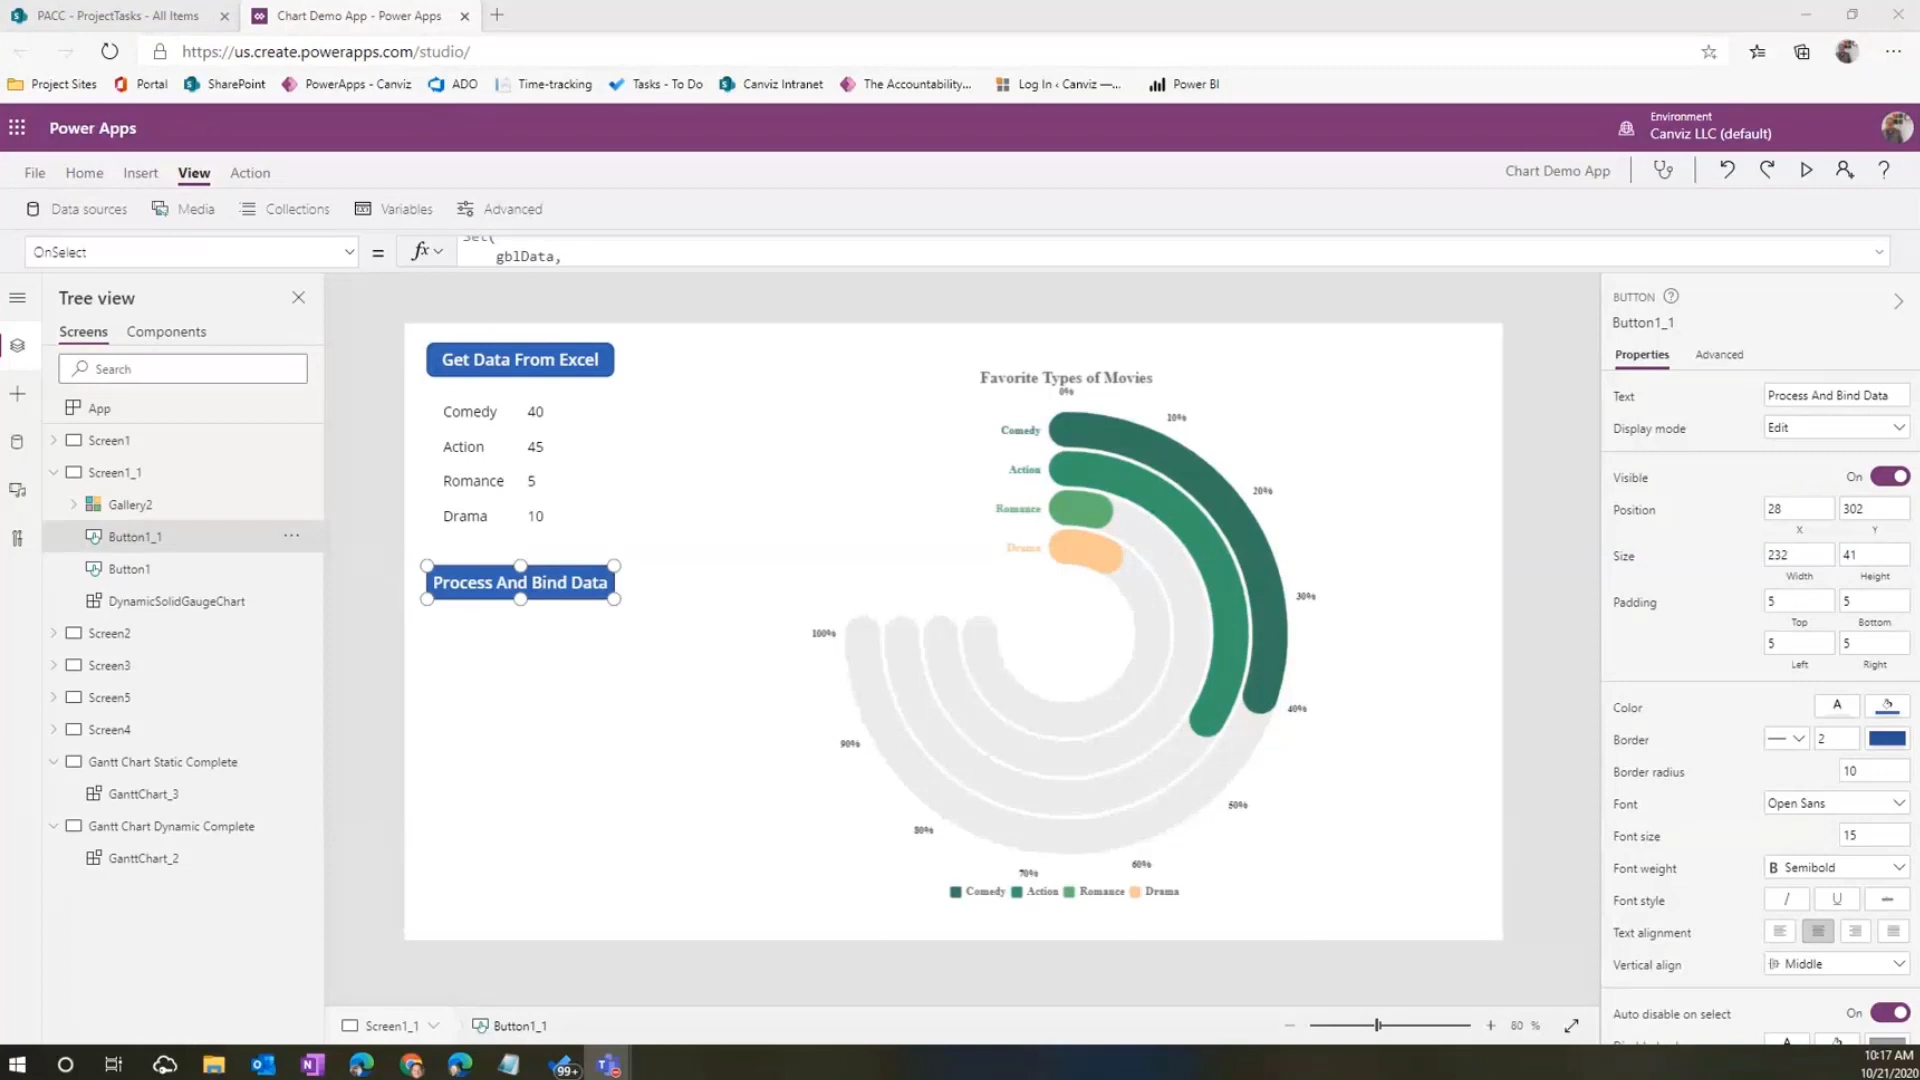 PACC - ProjectTasks - All Items
Chart Demo App - Power Apps
https://us.create.powerapps.com/studio/
Project Sites
Portal
SharePoint
PowerApps - Canviz
ADO
Time-tracking
Tasks - To Do
Canviz Intranet
The Accountability...
Log In ‹ Canviz —...
Power BI
Power Apps
Environment
Canviz LLC (default)
File Home Insert View Action
Chart Demo App
Data sources Media Collections Variables Advanced
OnSelect
=
fx
Set(
gblData,
Tree view
Screens Components
Search
App
Screen1
Screen1_1
Gallery2
Button1_1
Button1
DynamicSolidGaugeChart
Screen2
Screen3
Screen5
Screen4
Gantt Chart Static Complete
GanttChart_3
Gantt Chart Dynamic Complete
GanttChart_2
Get Data From Excel
Comedy 40
Action 45
Romance 5
Drama 10
Process And Bind Data
Favorite Types of Movies
0%
10%
20%
30%
40%
50%
60%
70%
80%
90%
100%
Comedy
Action
Romance
Drama
Comedy Action Romance Drama
Screen1_1
Button1_1
80 %
BUTTON
Button1_1
Properties Advanced
Text Process And Bind Data
Display mode Edit
Visible On
Position 28 302
X Y
Size 232 41
Width Height
Padding 5 5
Top Bottom
5 5
Left Right
Color A
Border 2
Border radius 10
Font Open Sans
Font size 15
Font weight B Semibold
Font style / U
Text alignment
Vertical align Middle
Auto disable on select On
99+
10:17 AM
10/21/2020